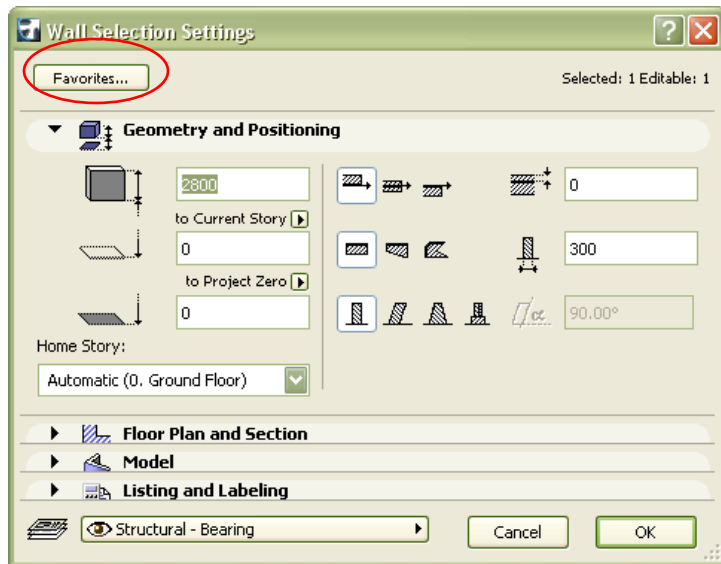 Wall Selection Settings
Favorites...
Selected: 1 Editable: 1
Geometry and Positioning
2800
0
to Current Story
0
300
to Project Zero
0
α
90.00°
Home Story:
Automatic (0. Ground Floor)
Floor Plan and Section
Model
Listing and Labeling
Structural - Bearing
Cancel
OK